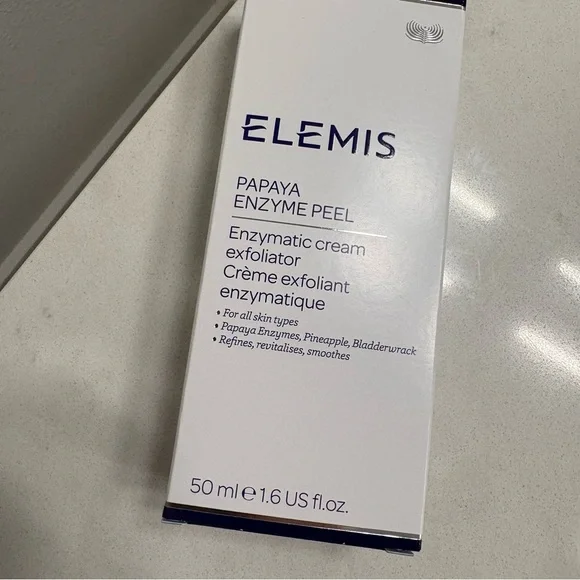 ELEMIS
PAPAYA
ENZYME PEEL
Enzymatic cream
exfoliator
Crème exfoliant
enzymatique
• For all skin types
• Papaya Enzymes, Pineapple, Bladderwrack
• Refines, revitalises, smoothes
50 ml e 1.6 US fl.oz.